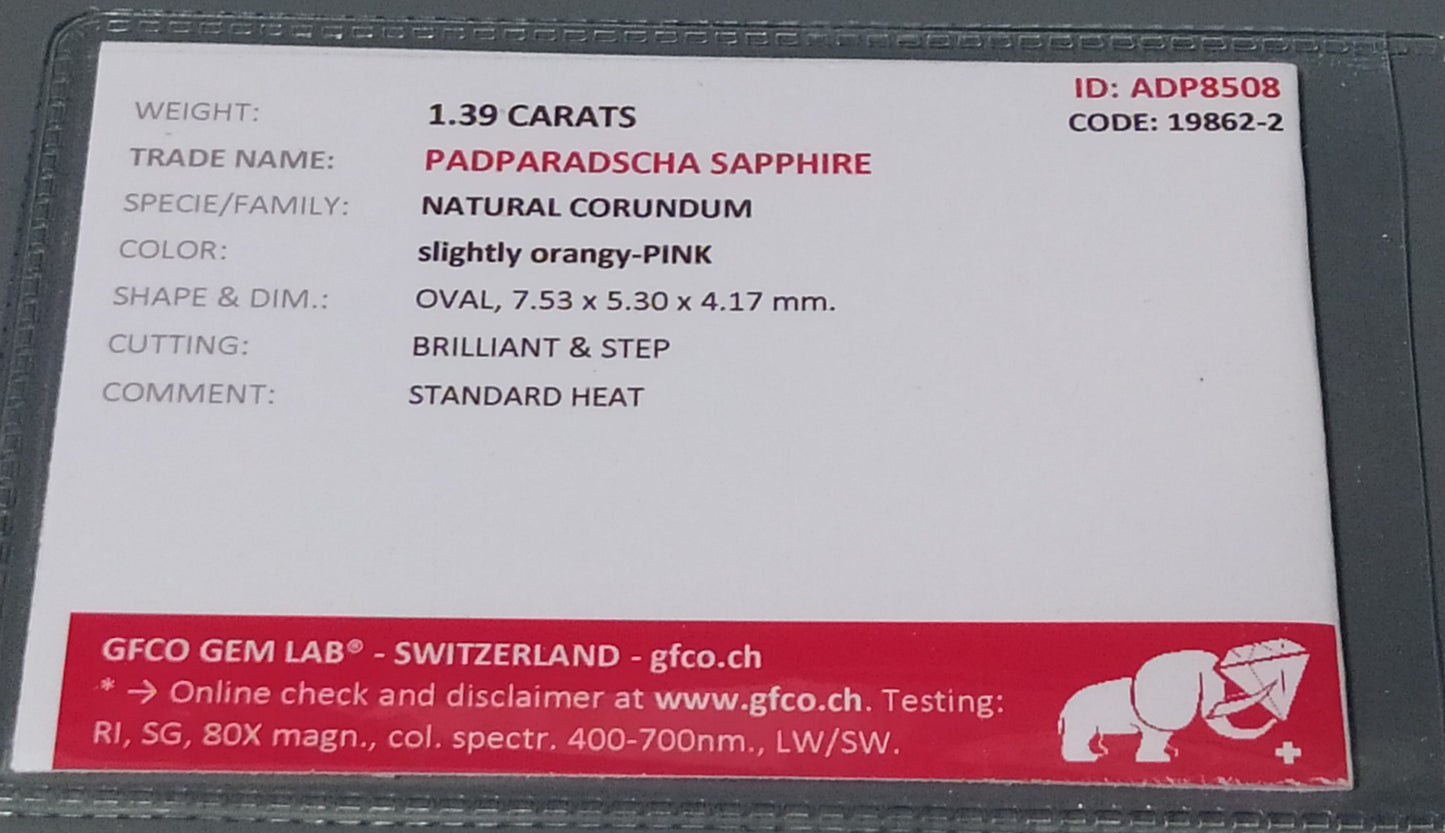 ID: ADP8508
CODE: 19862-2
WEIGHT: 1.39 CARATS
TRADE NAME: PADPARADSCHA SAPPHIRE
SPECIE/FAMILY: NATURAL CORUNDUM
COLOR: slightly orangy-PINK
SHAPE & DIM.: OVAL, 7.53 x 5.30 x 4.17 mm.
CUTTING: BRILLIANT & STEP
COMMENT: STANDARD HEAT
GFCO GEM LAB® - SWITZERLAND - gfco.ch
* → Online check and disclaimer at www.gfco.ch. Testing:
RI, SG, 80X magn., col. spectr. 400-700nm., LW/SW.